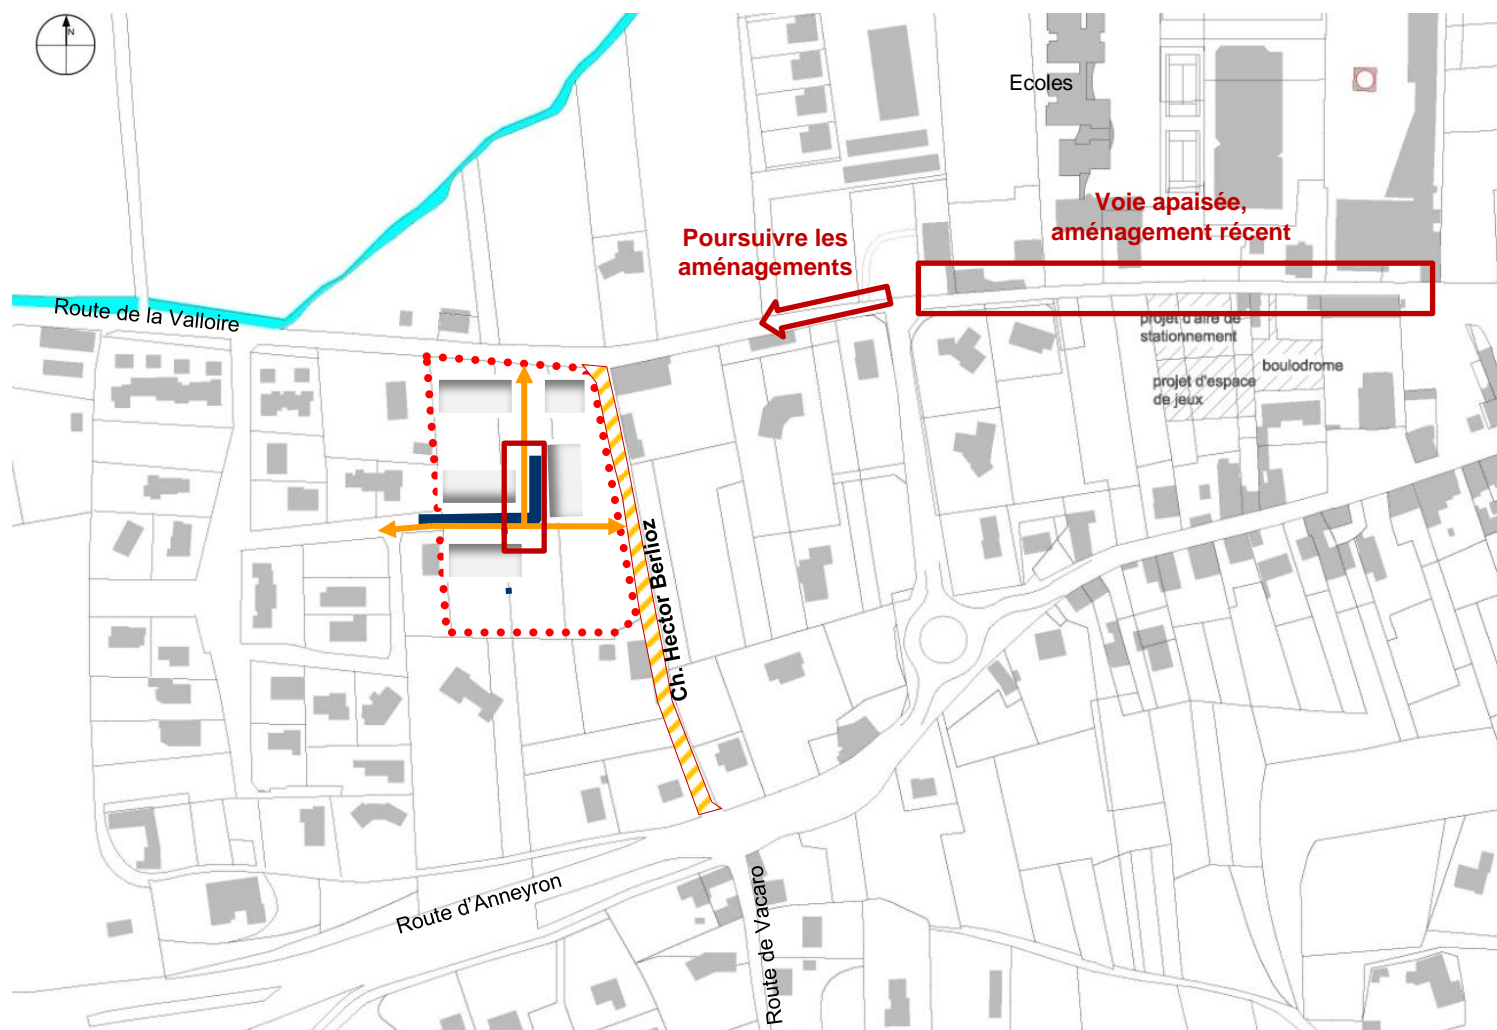 N
Ecoles
Voie apaisée,
aménagement récent
Poursuivre les
aménagements
Route de la Valloire
projet d'aire de
stationnement
boulodrome
projet d'espace
de jeux
Ch. Hector Berlioz
Route d'Anneyron
Route de Vacaro